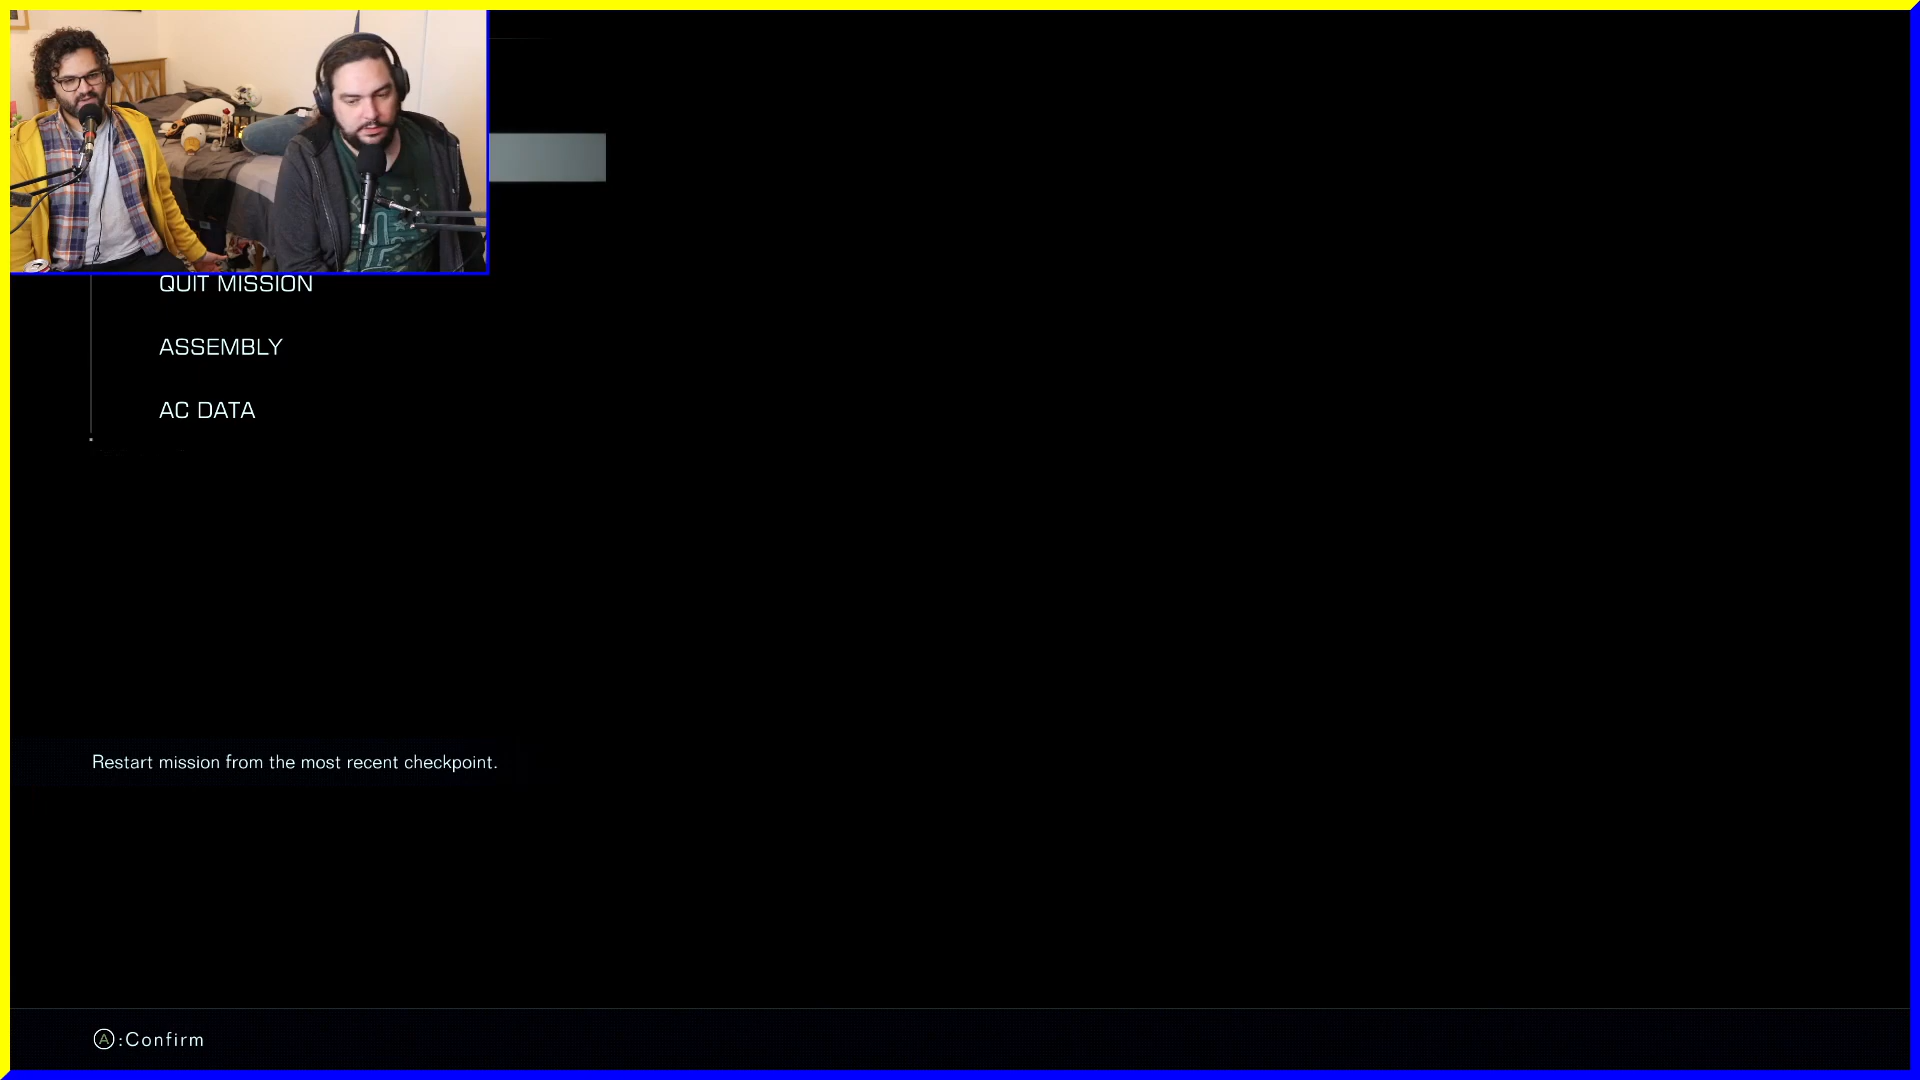 QUIT MISSION
ASSEMBLY
AC DATA
Restart mission from the most recent checkpoint.
A:Confirm